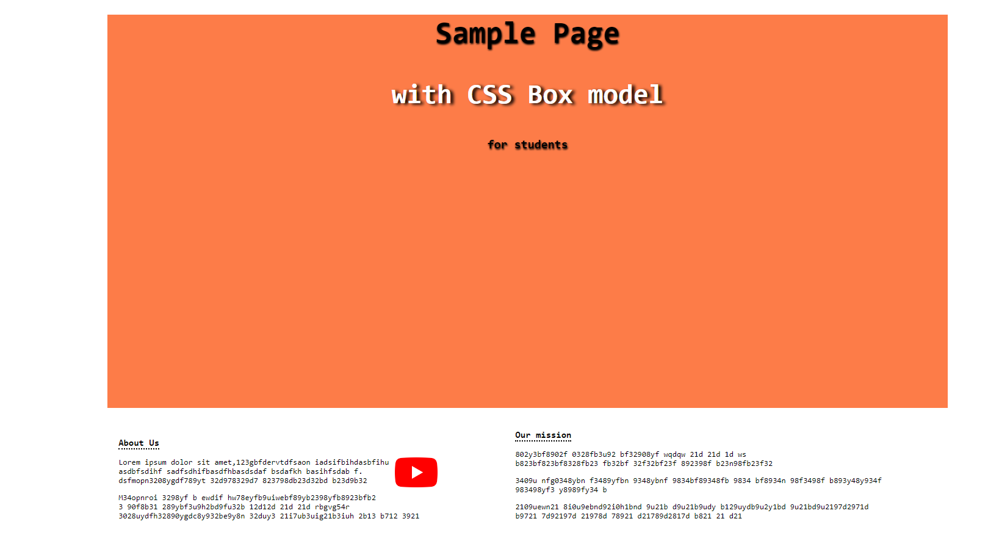 Sample Page
with CSS Box model
for students
About Us
Lorem ipsum dolor sit amet,123gbfdervtdfsaon iadsifbihdasbfihu
asdbfsdihf sadfsdhifbasdfhbasdsdaf bsdafkh basihfsdab f.
dsfmopn3208ygdf789yt 32d978329d7 823798db23d32bd b23d9b32
M34opnroi 3298yf b ewdif hw78eyfb9uiwebf89yb2398yfb8923bfb2
3 90f8b31 289ybf3u9h2bd9fu32b 12d12d 21d 21d rbgvg54r
3028uydfh32890ygdc8y932be9y8n 32duy3 21i7ub3uig21b3iuh 2b13 b712 3921
Our mission
802y3bf8902f 0328fb3u92 bf32908yf wqdqw 21d 21d 1d ws
b823bf823bf8328fb23 fb32bf 32f32bf23f 892398f b23n98fb23f32
3409u nfg0348ybn f3489yfbn 9348ybnf 9834bf89348fb 9834 bf8934n 98f3498f b893y48y934f
983498yf3 y8989fy34 b
2109uewn21 8i0u9ebnd92i0h1bnd 9u21b d9u21b9udy b129uydb9u2y1bd 9u21bd9u2197d2971d
b9721 7d92197d 21978d 78921 d21789d2817d b821 21 d21